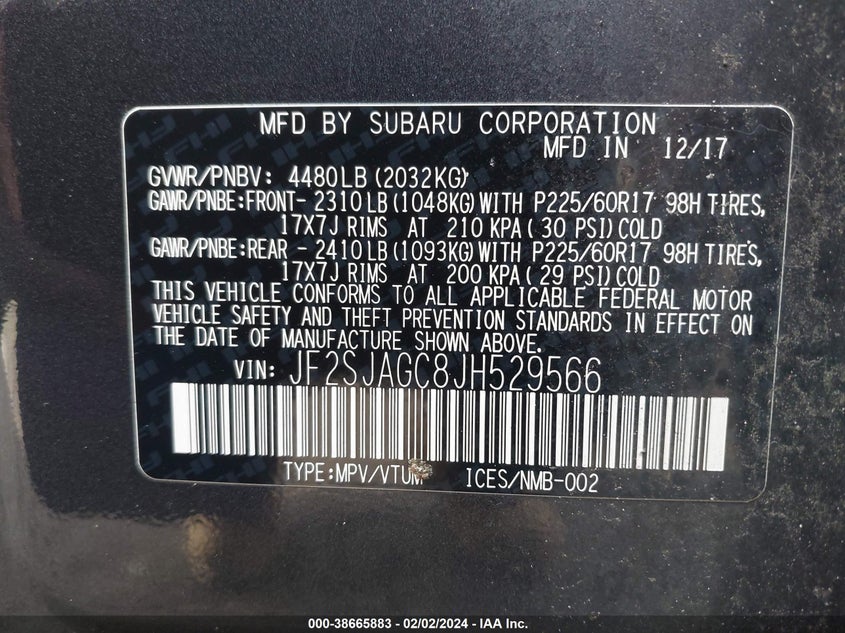 MFD BY SUBARU CORPORATION
MFD IN 12/17
GVWR/PNBV: 4480LB (2032KG)
GAWR/PNBE:FRONT- 2310 LB (1048KG) WITH P225/60R17 98H TIRES,
17X7J RIMS AT 210 KPA ( 30 PSI) COLD
GAWR/PNBE:REAR - 2410 LB (1093KG) WITH P225/60R17 98H TIRES,
17X7J RIMS AT 200 KPA ( 29 PSI) COLD
THIS VEHICLE CONFORMS TO ALL APPLICABLE FEDERAL MOTOR
VEHICLE SAFETY AND THEFT PREVENTION STANDARDS IN EFFECT ON
THE DATE OF MANUFACTURE SHOWN ABOVE.
VIN: JF2SJAGC8JH529566
TYPE:MPV/VTUM ICES/NMB-002
000-38665883 - 02/02/2024 - IAA Inc.